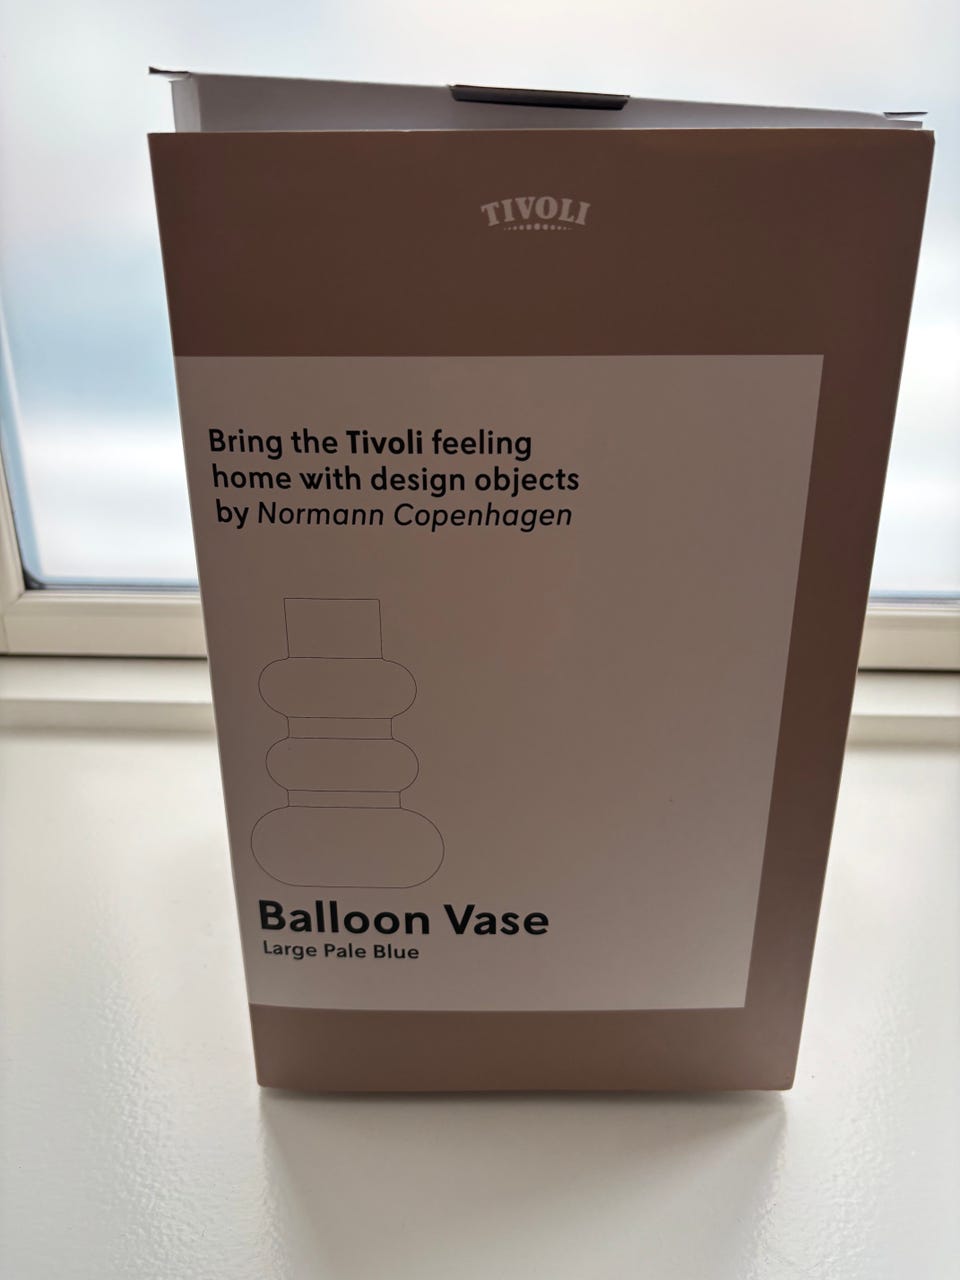 TIVOLI
Bring the Tivoli feeling
home with design objects
by Normann Copenhagen
Balloon Vase
Large Pale Blue